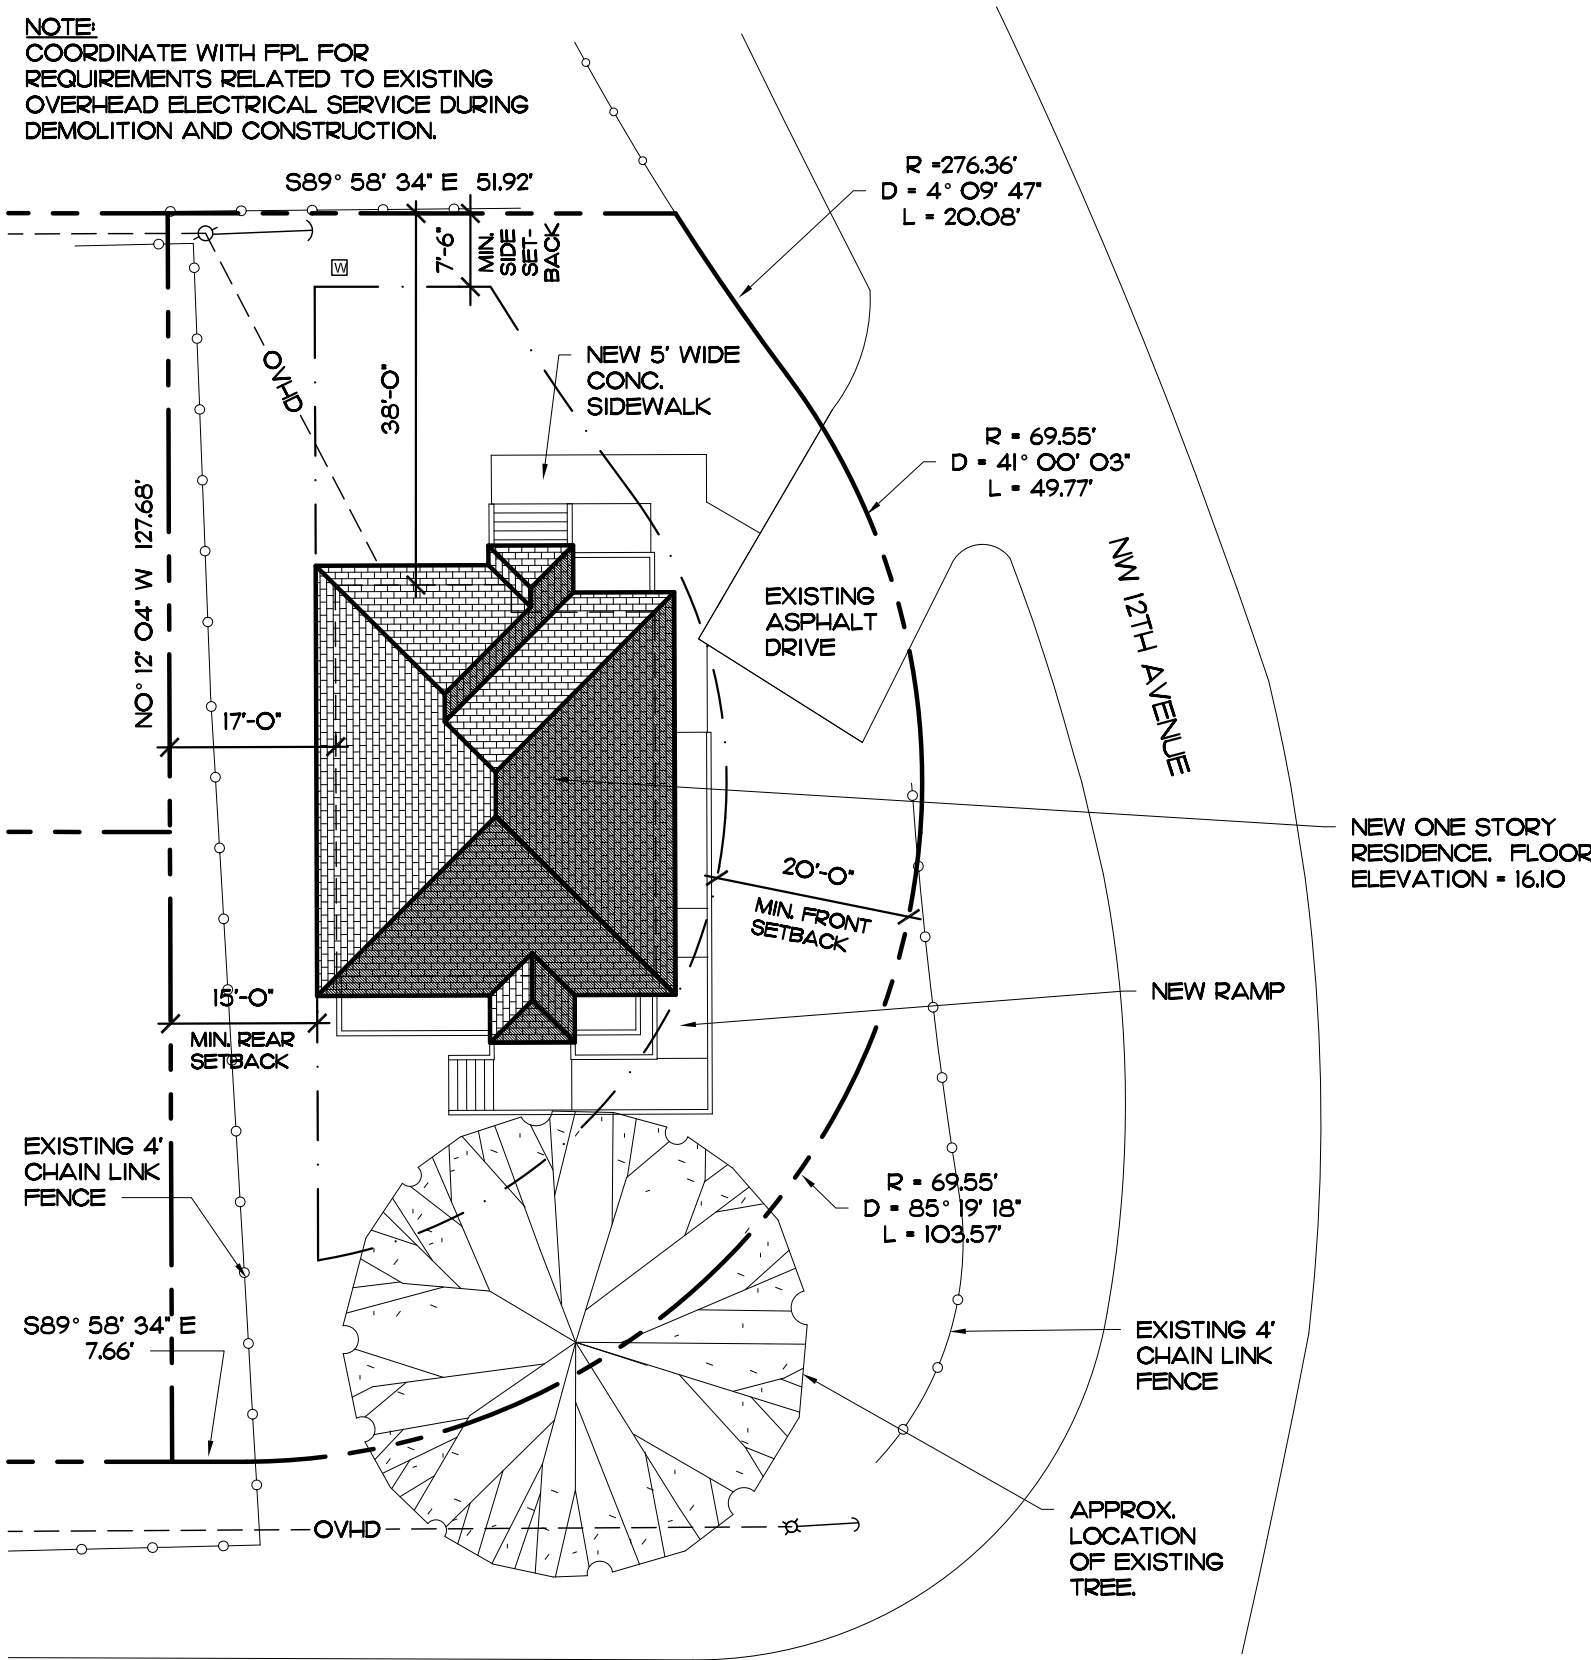 NOTE:
COORDINATE WITH FPL FOR
REQUIREMENTS RELATED TO EXISTING
OVERHEAD ELECTRICAL SERVICE DURING
DEMOLITION AND CONSTRUCTION.
S89° 58' 34" E 51.92'
R =276.36'
D = 4° 09' 47"
L = 20.08'
7'-6"
MIN.
SIDE
SET-
BACK
W
OVHD
38'-0"
NEW 5' WIDE
CONC.
SIDEWALK
R = 69.55'
D = 41° 00' 03"
L = 49.77'
N0° 12' 04" W 127.68'
NW 12TH AVENUE
EXISTING
ASPHALT
DRIVE
17'-0"
NEW ONE STORY
RESIDENCE. FLOOR
ELEVATION = 16.10
20'-0"
MIN. FRONT
SETBACK
15'-0"
MIN. REAR
SETBACK
NEW RAMP
EXISTING 4'
CHAIN LINK
FENCE
R = 69.55'
D = 85° 19' 18"
L = 103.57'
S89° 58' 34" E
7.66'
EXISTING 4'
CHAIN LINK
FENCE
OVHD
APPROX.
LOCATION
OF EXISTING
TREE.